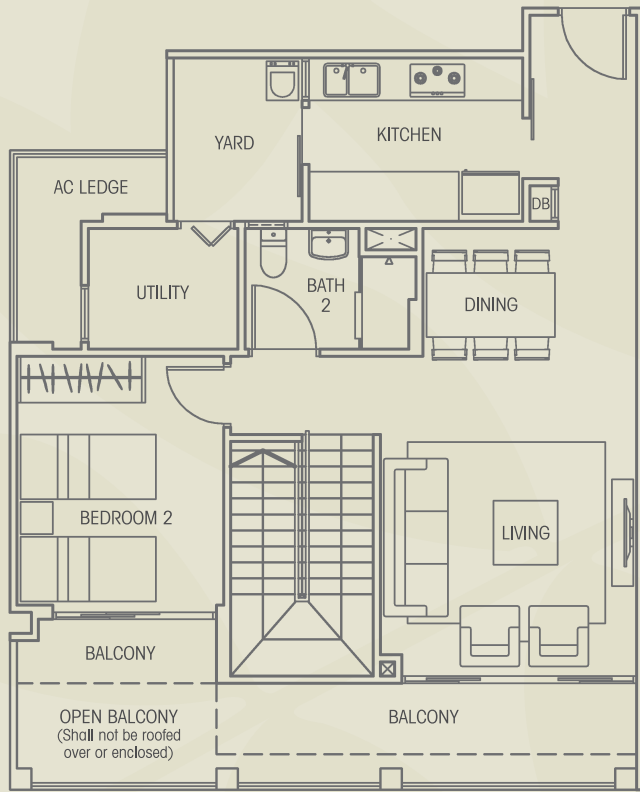 YARD
KITCHEN
AC LEDGE
DB
UTILITY
BATH
2
DINING
BEDROOM 2
LIVING
BALCONY
OPEN BALCONY
(Shall not be roofed
over or enclosed)
BALCONY